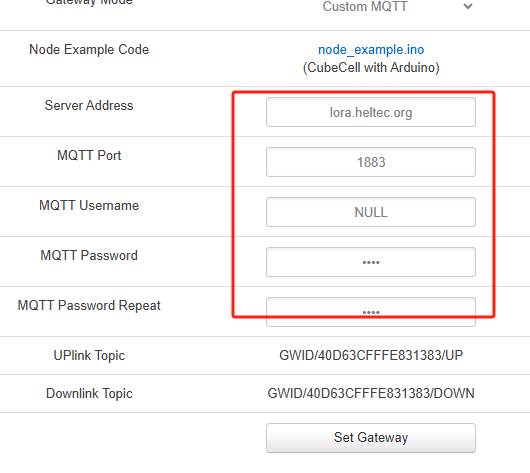 Gateway Mode
Custom MQTT
Node Example Code
node_example.ino
(CubeCell with Arduino)
Server Address
lora.heltec.org
MQTT Port
1883
MQTT Username
NULL
MQTT Password
••••
MQTT Password Repeat
••••
UPlink Topic
GWID/40D63CFFFE831383/UP
Downlink Topic
GWID/40D63CFFFE831383/DOWN
Set Gateway